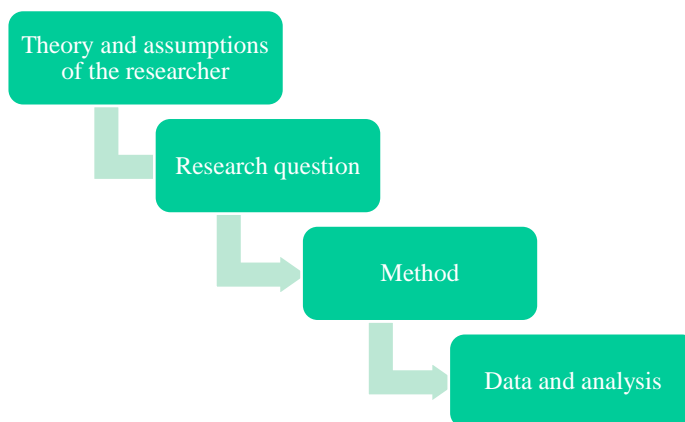 Theory and assumptions
of the researcher
Research question
Method
Data and analysis